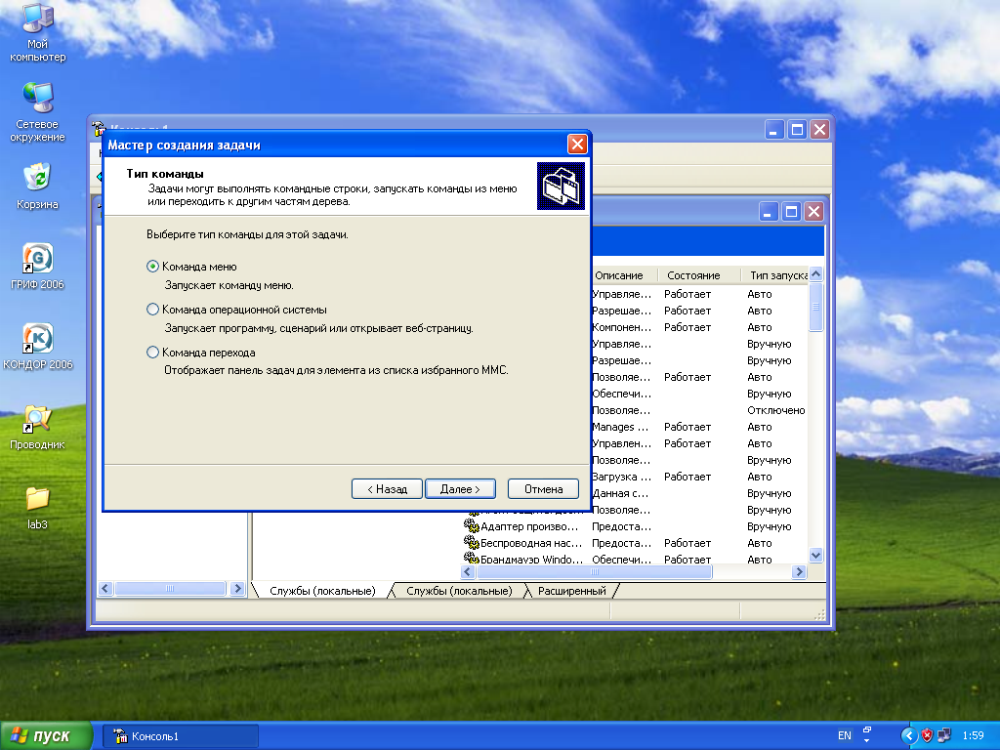 Мой
компьютер
Сетевое
окружение
Корзина
ГРИФ 2006
КОНДОР 2006
Проводник
lab3
Консоль1
Мастер создания задачи
Тип команды
Задачи могут выполнять командные строки, запускать команды из меню
или переходить к другим частям дерева.
Выберите тип команды для этой задачи.
Команда меню
Запускает команду меню.
Команда операционной системы
Запускает программу, сценарий или открывает веб-страницу.
Команда перехода
Отображает панель задач для элемента из списка избранного MMC.
< Назад
Далее >
Отмена
Описание Состояние Тип запуска
Управляе... Работает Авто
Разрешае... Работает Авто
Компонен... Работает Авто
Управляе... Вручную
Разрешае... Вручную
Позволяе... Работает Авто
Обеспечи... Вручную
Позволяе... Отключено
Manages ... Работает Авто
Управлен... Работает Авто
Позволяе... Вручную
Загрузка ... Работает Авто
Данная с... Вручную
Позволяе... Вручную
Адаптер произво... Предоста... Вручную
Беспроводная нас... Предоста... Работает Авто
Брандмауэр Windo... Обеспечи... Работает Авто
Службы (локальные) Службы (локальные) Расширенный
пуск
Консоль1
EN
1:59